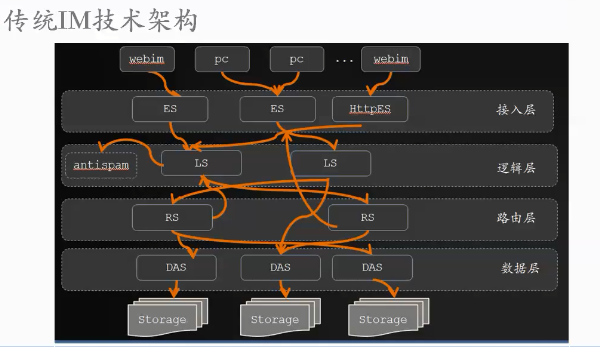 传统IM技术架构
webim pc pc ... webim
ES ES HttpES 接入层
antispam LS LS 逻辑层
RS RS 路由层
DAS DAS DAS 数据层
Storage Storage Storage